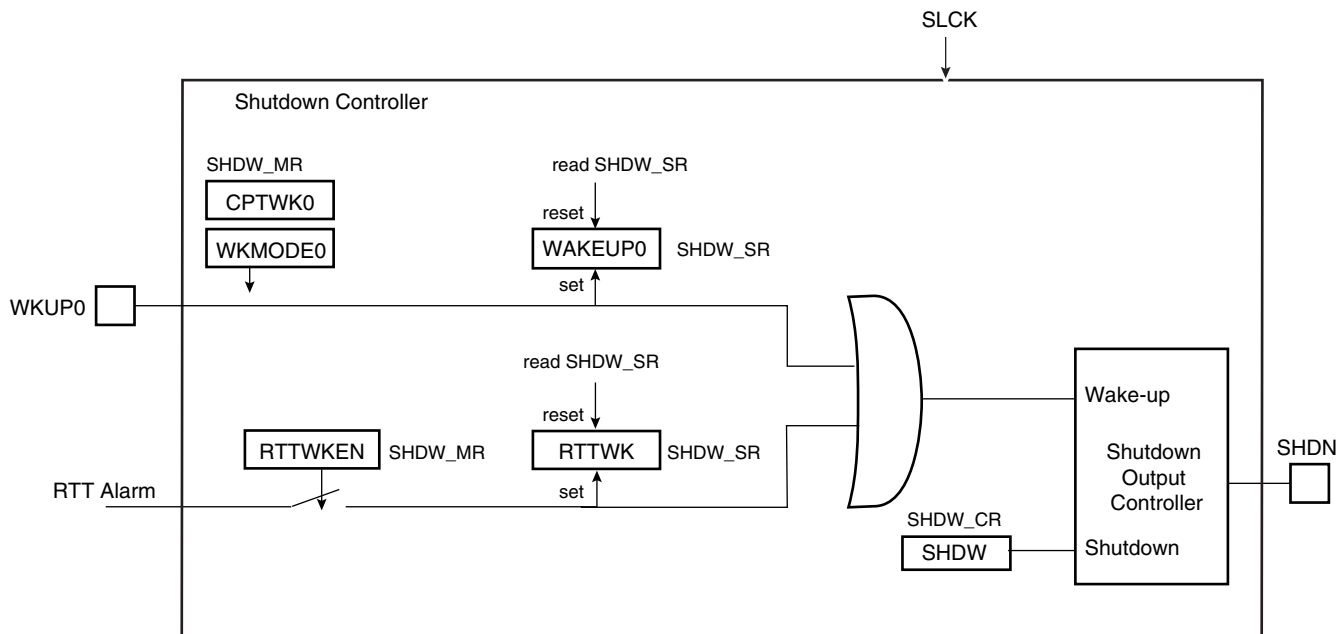 SLCK
Shutdown Controller
SHDW_MR
CPTWK0
WKMODE0
read SHDW_SR
reset
WAKEUP0
SHDW_SR
set
WKUP0
read SHDW_SR
reset
RTTWKEN
SHDW_MR
RTTWK
SHDW_SR
set
RTT Alarm
Wake-up
Shutdown
Output
Controller
SHDN
SHDW_CR
SHDW
Shutdown